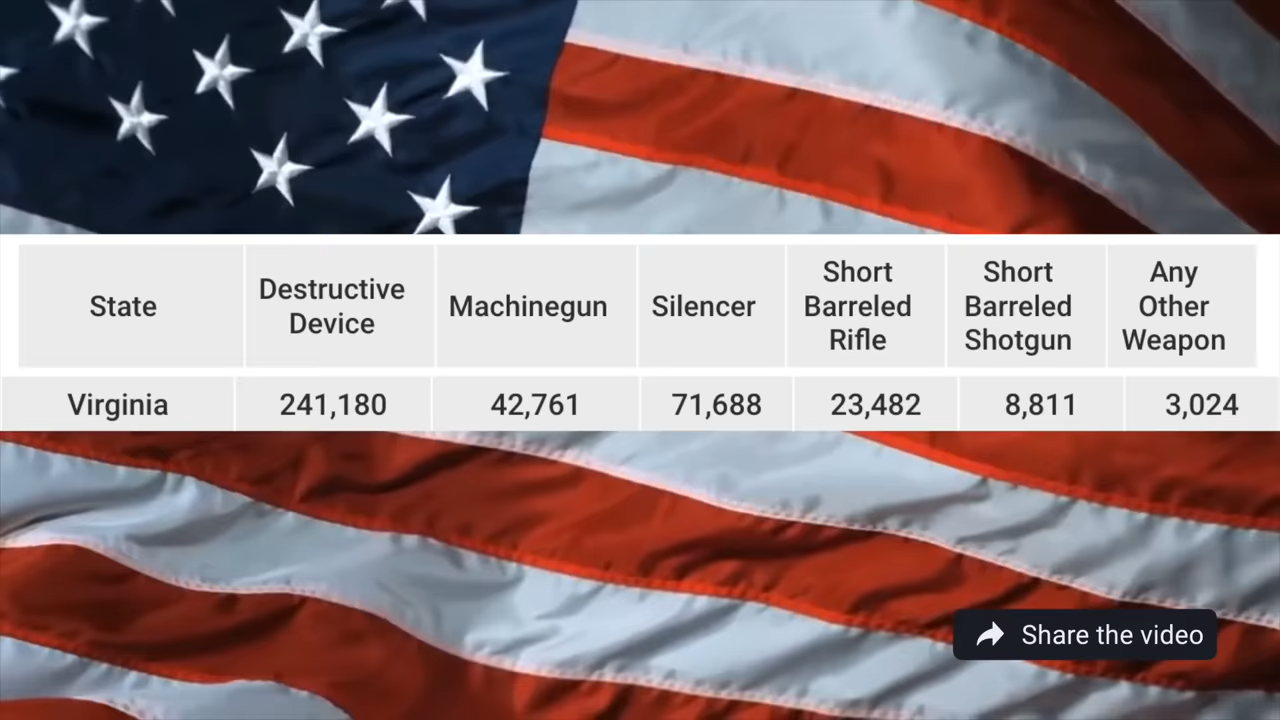 State
Destructive
Device
Machinegun
Silencer
Short
Barreled
Rifle
Short
Barreled
Shotgun
Any
Other
Weapon
Virginia
241,180
42,761
71,688
23,482
8,811
3,024
Share the video